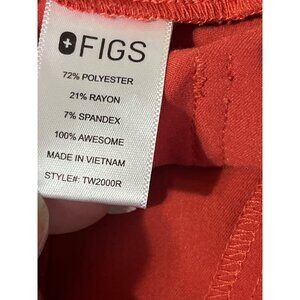 FIGS
72% POLYESTER
21% RAYON
7% SPANDEX
100% AWESOME
MADE IN VIETNAM
STYLE#: TW2000R